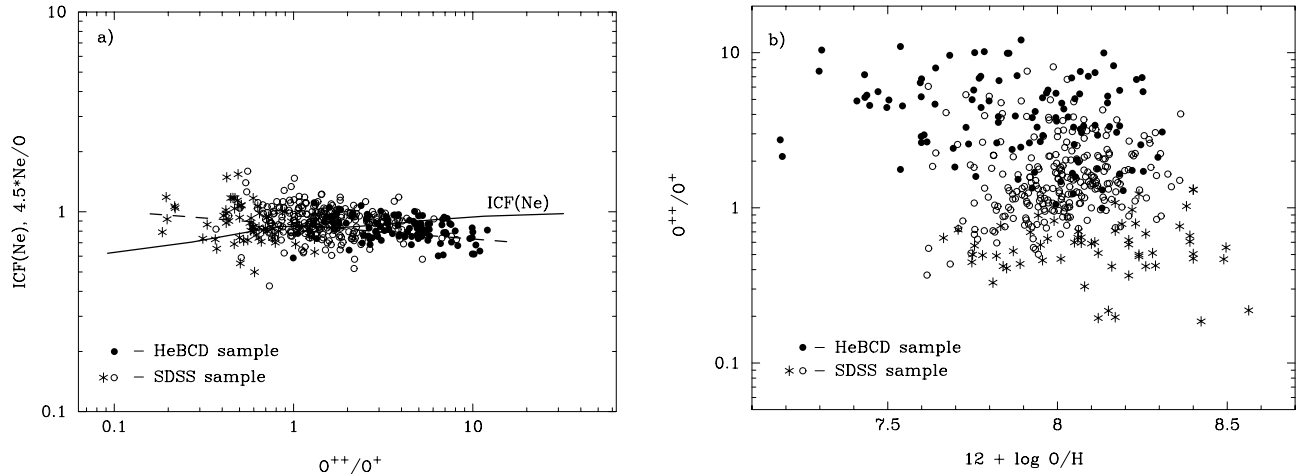 a)
10
1
0.1
ICF(Ne), 4.5*Ne/O
ICF(Ne)
● – HeBCD sample
*○ – SDSS sample
0.1
1
10
O⁺⁺/O⁺
b)
10
1
0.1
O⁺⁺/O⁺
● – HeBCD sample
*○ – SDSS sample
7.5
8
8.5
12 + log O/H